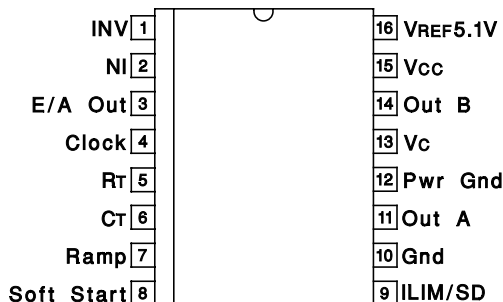 INV 1 16 VREF5.1V
NI 2 15 VCC
E/A Out 3 14 Out B
Clock 4 13 VC
RT 5 12 Pwr Gnd
CT 6 11 Out A
Ramp 7 10 Gnd
Soft Start 8 9 ILIM/SD